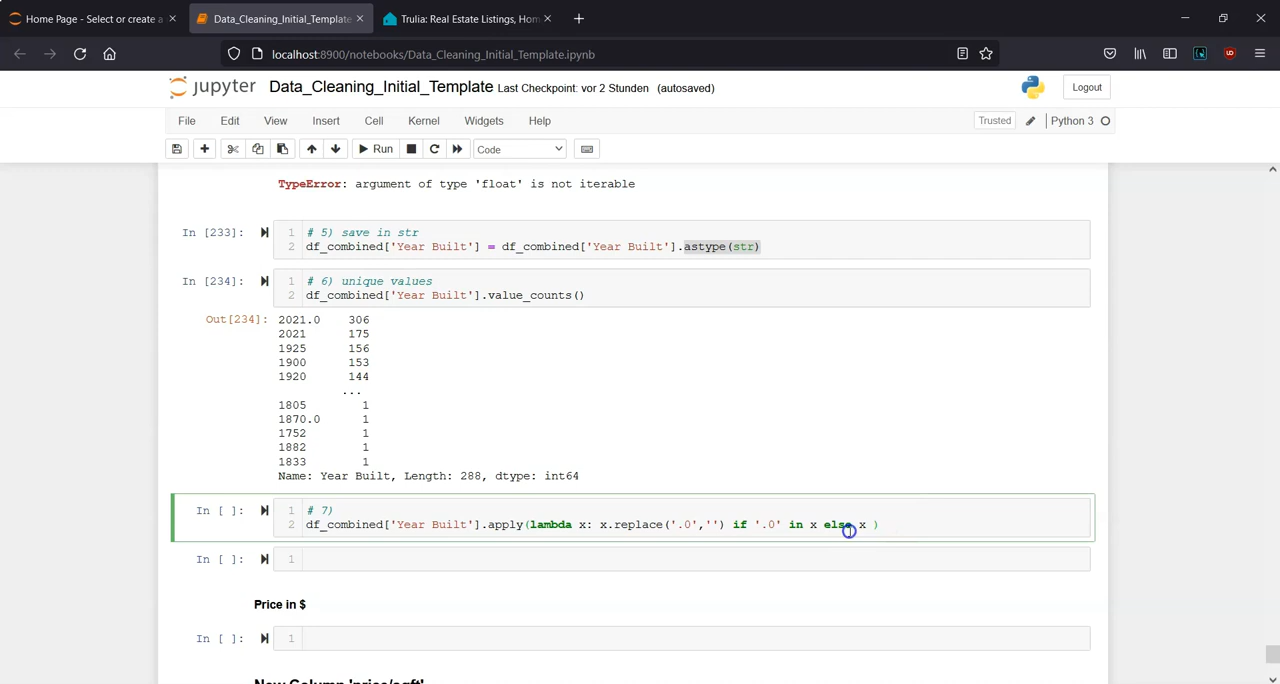 Home Page - Select or create a
Data_Cleaning_Initial_Template
Trulia: Real Estate Listings, Hom
localhost:8900/notebooks/Data_Cleaning_Initial_Template.ipynb
jupyter Data_Cleaning_Initial_Template Last Checkpoint: vor 2 Stunden (autosaved)
Logout
File Edit View Insert Cell Kernel Widgets Help
Trusted Python 3
Run Code
TypeError: argument of type 'float' is not iterable
In [233]: 1 # 5) save in str
2 df_combined['Year Built'] = df_combined['Year Built'].astype(str)
In [234]: 1 # 6) unique values
2 df_combined['Year Built'].value_counts()
Out[234]: 2021.0 306
2021 175
1925 156
1900 153
1920 144
...
1805 1
1870.0 1
1752 1
1882 1
1833 1
Name: Year Built, Length: 288, dtype: int64
In [ ]: 1 # 7)
2 df_combined['Year Built'].apply(lambda x: x.replace('.0','') if '.0' in x else x )
In [ ]: 1
Price in $
In [ ]: 1
New Column 'price/sqft'